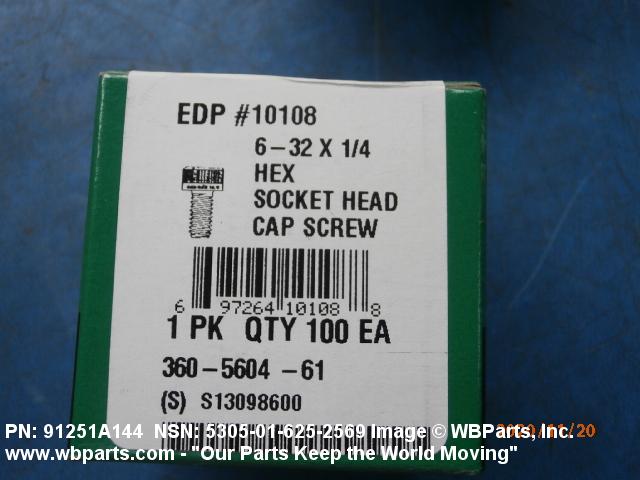 EDP #10108
6-32 X 1/4
HEX
SOCKET HEAD
CAP SCREW
6 97264 10108 8
1 PK QTY 100 EA
360-5604-61
(S) S13098600
PN: 91251A144 NSN: 5305-01-625-2569 Image © WBParts, Inc.
www.wbparts.com - "Our Parts Keep the World Moving"